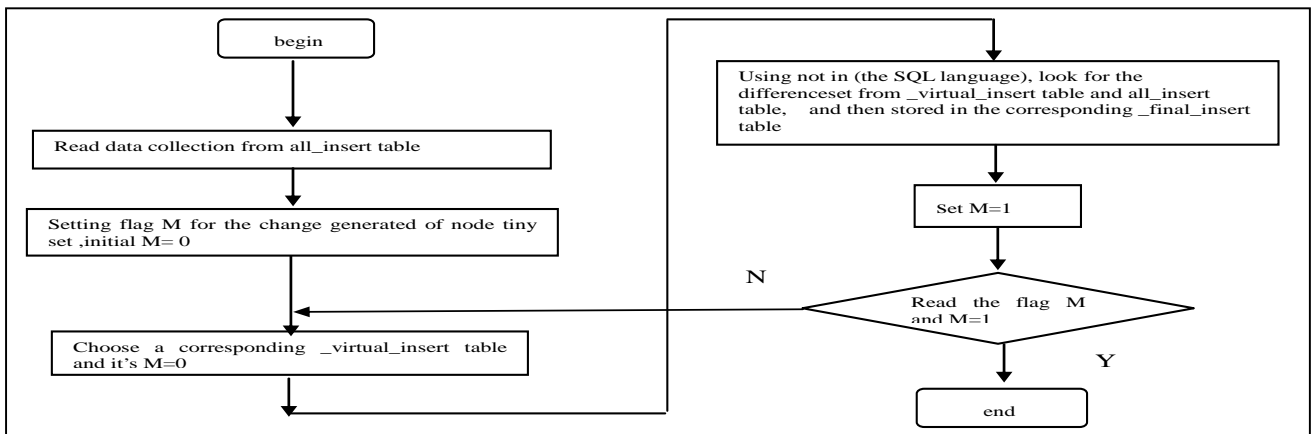 begin
Read data collection from all_insert table
Setting flag M for the change generated of node tiny
set ,initial M= 0
Choose a corresponding _virtual_insert table
and it's M=0
Using not in (the SQL language), look for the
differenceset from _virtual_insert table and all_insert
table, and then stored in the corresponding _final_insert
table
Set M=1
Read the flag M
and M=1
N
Y
end